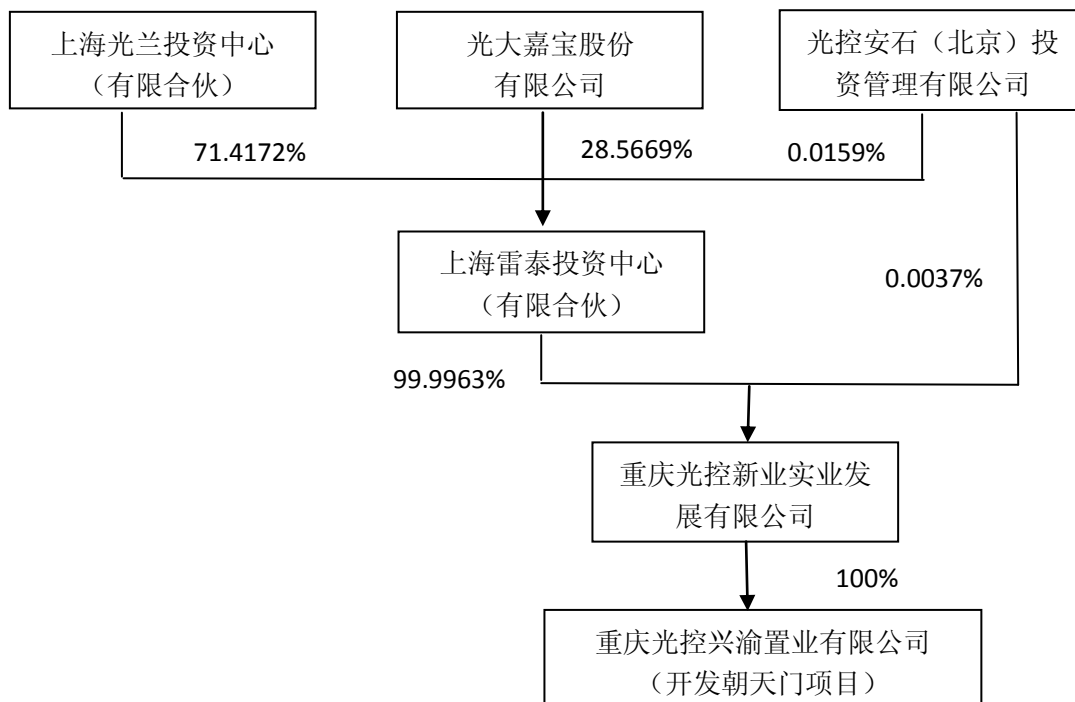 上海光兰投资中心
（有限合伙）
光大嘉宝股份
有限公司
光控安石（北京）投
资管理有限公司
71.4172%
28.5669%
0.0159%
上海雷泰投资中心
（有限合伙）
0.0037%
99.9963%
重庆光控新业实业发
展有限公司
100%
重庆光控兴渝置业有限公司
（开发朝天门项目）